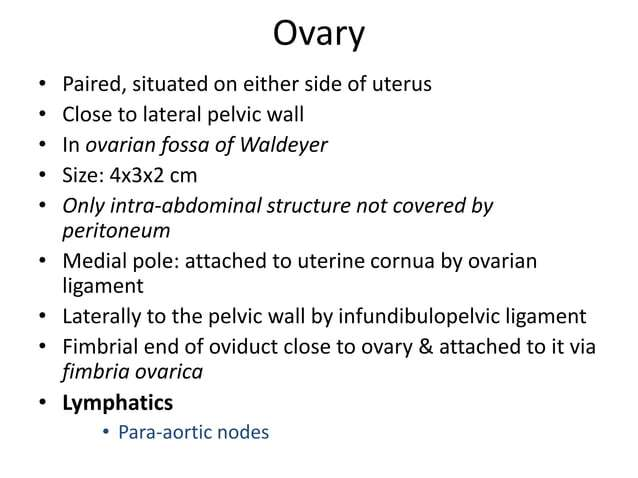 Ovary
• Paired, situated on either side of uterus
• Close to lateral pelvic wall
• In ovarian fossa of Waldeyer
• Size: 4x3x2 cm
• Only intra-abdominal structure not covered by
peritoneum
• Medial pole: attached to uterine cornua by ovarian
ligament
• Laterally to the pelvic wall by infundibulopelvic ligament
• Fimbrial end of oviduct close to ovary & attached to it via
fimbria ovarica
• Lymphatics
• Para-aortic nodes